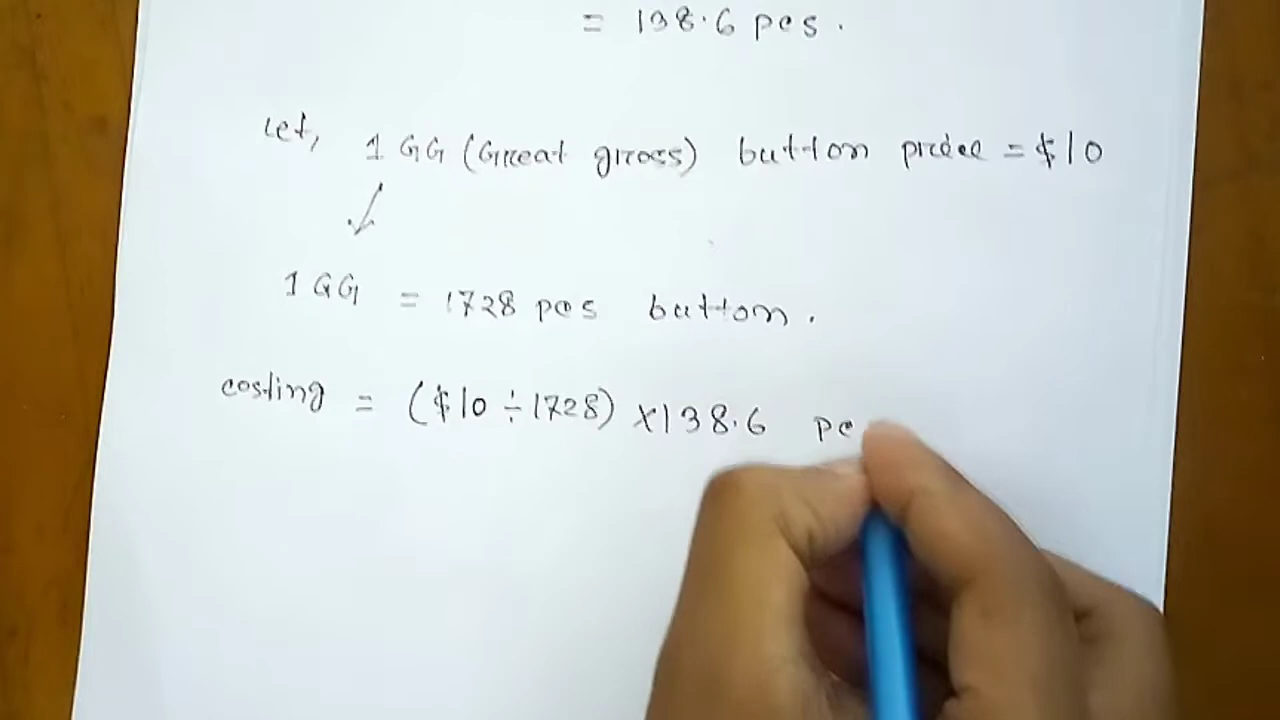 = 138.6 pcs.
Let, 1 GG (Great gross) button price = $10
1 GG = 1728 pcs button.
costing = ($10 ÷ 1728) × 138.6 pc